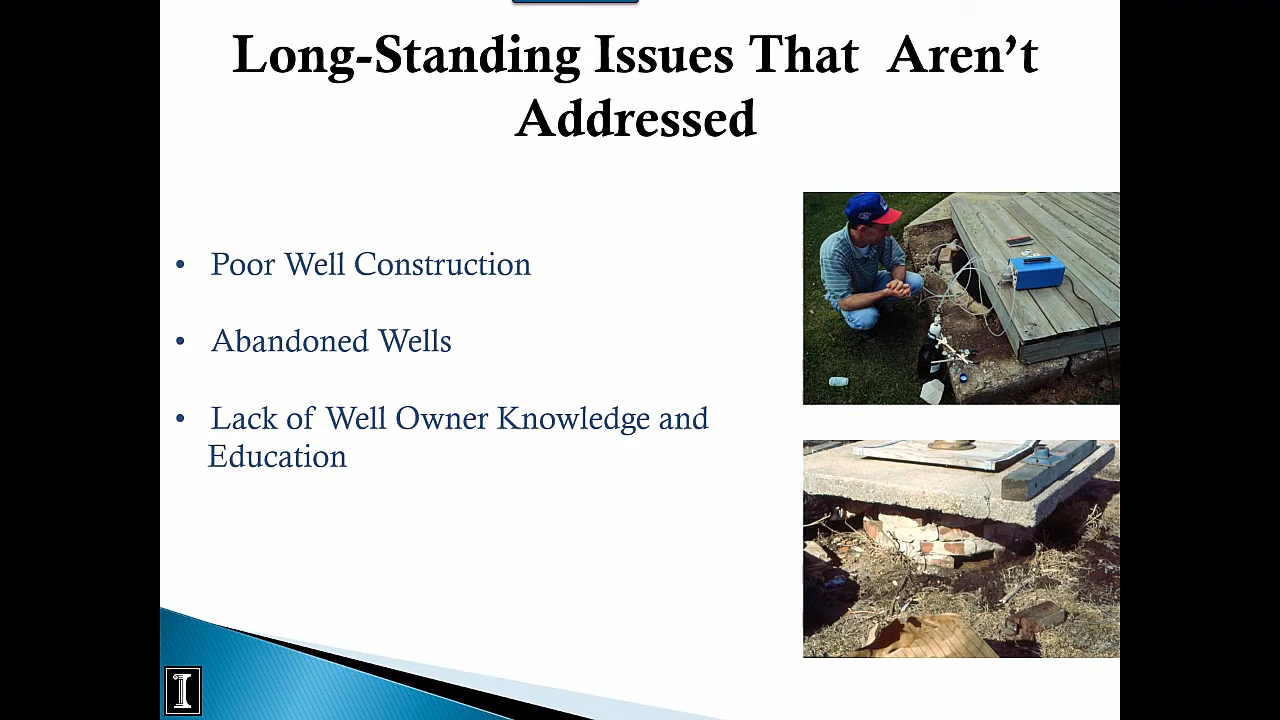 Long-Standing Issues That Aren’t
Addressed
• Poor Well Construction
• Abandoned Wells
• Lack of Well Owner Knowledge and
Education
I